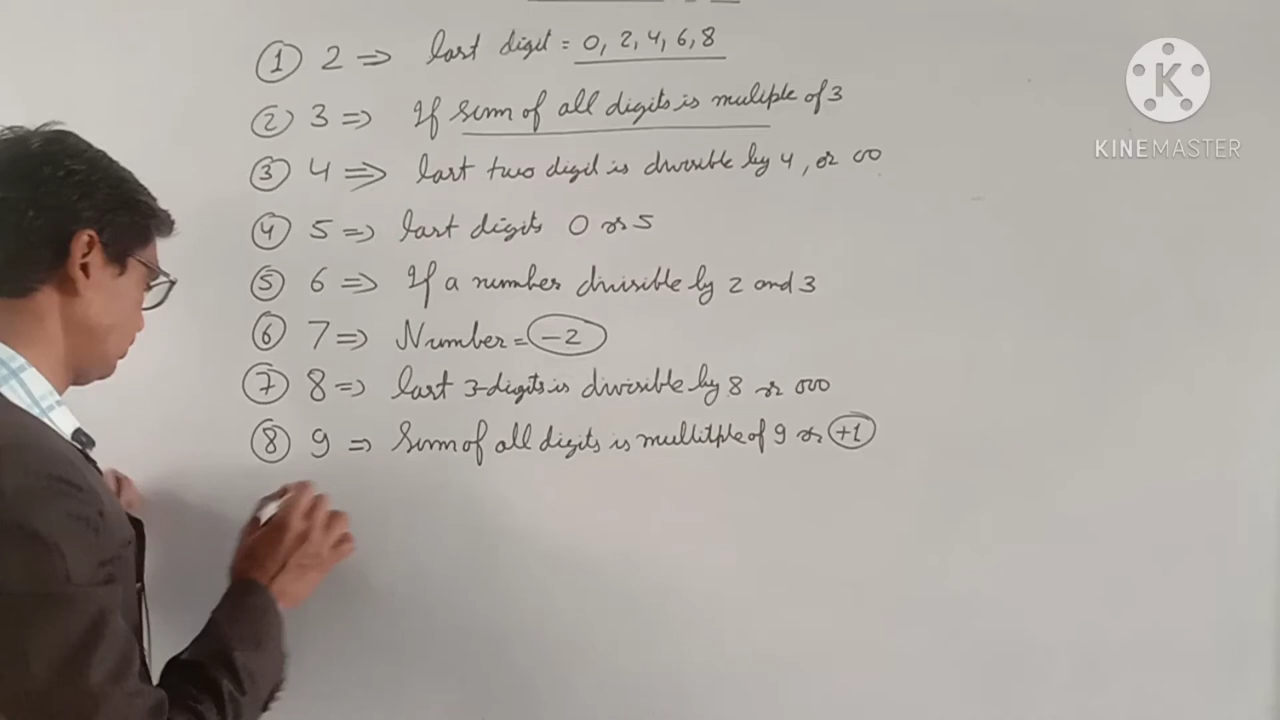 ① 2 => last digit = 0, 2, 4, 6, 8
② 3 => If sum of all digits is muliple of 3
③ 4 => last two digit is divisible by 4, or 00
④ 5 => last digits 0 or 5
⑤ 6 => If a number divisible by 2 and 3
⑥ 7 => Number = -2
⑦ 8 => last 3-digits is divisible by 8 or 000
⑧ 9 => Sum of all digits is mullitple of 9 or +1
K
KINEMASTER